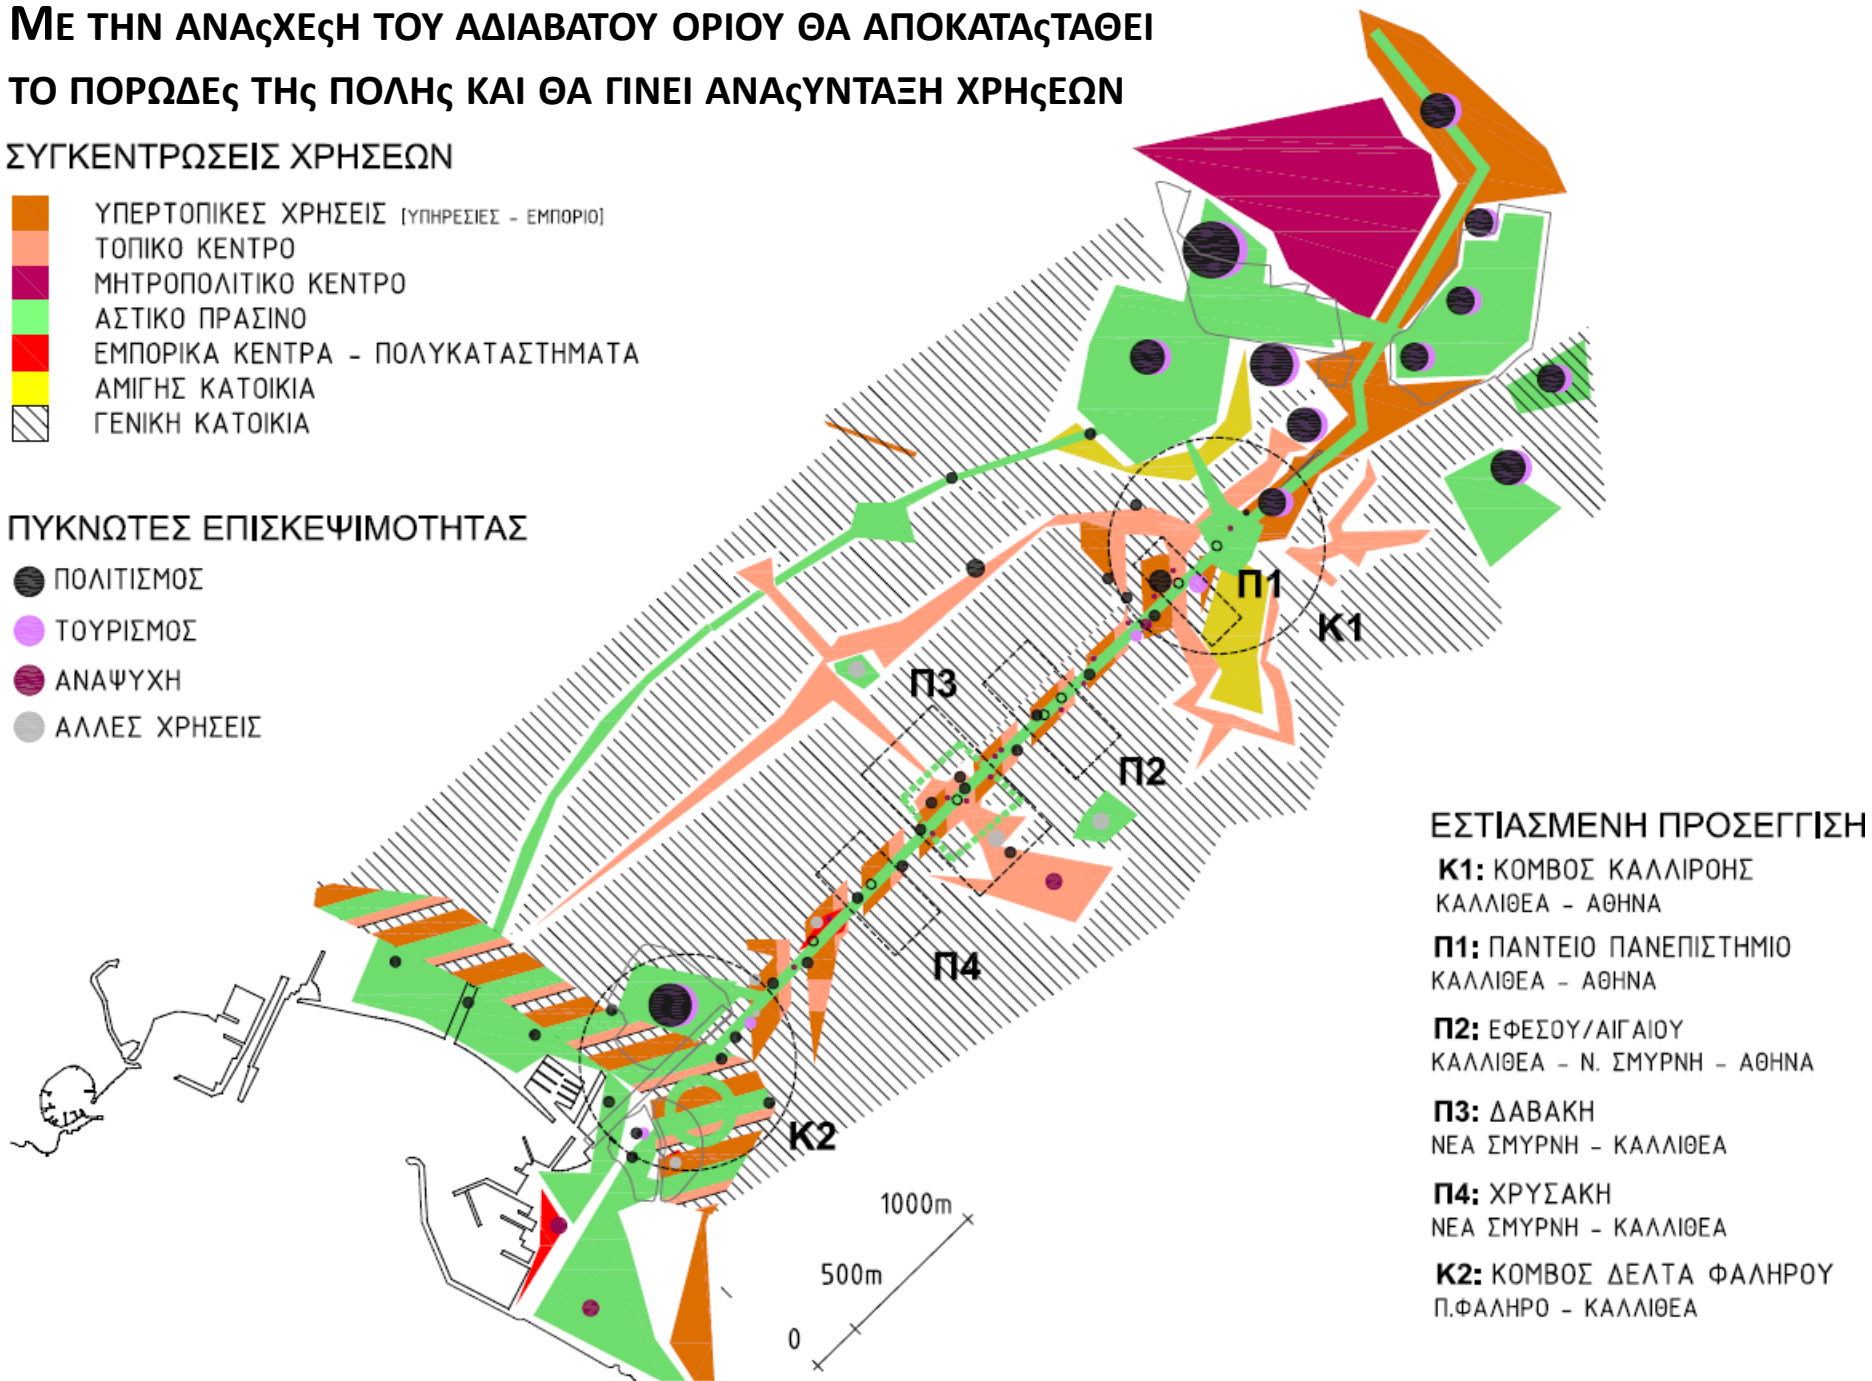 ΜΕ ΤΗΝ ΑΝΑςΧΕςΗ ΤΟΥ ΑΔΙΑΒΑΤΟΥ ΟΡΙΟΥ ΘΑ ΑΠΟΚΑΤΑςΤΑΘΕΙ
ΤΟ ΠΟΡΩΔΕς ΤΗς ΠΟΛΗς ΚΑΙ ΘΑ ΓΙΝΕΙ ΑΝΑςΥΝΤΑΞΗ ΧΡΗςΕΩΝ
ΣΥΓΚΕΝΤΡΩΣΕΙΣ ΧΡΗΣΕΩΝ
ΥΠΕΡΤΟΠΙΚΕΣ ΧΡΗΣΕΙΣ [ΥΠΗΡΕΣΙΕΣ - ΕΜΠΟΡΙΟ]
ΤΟΠΙΚΟ ΚΕΝΤΡΟ
ΜΗΤΡΟΠΟΛΙΤΙΚΟ ΚΕΝΤΡΟ
ΑΣΤΙΚΟ ΠΡΑΣΙΝΟ
ΕΜΠΟΡΙΚΑ ΚΕΝΤΡΑ - ΠΟΛΥΚΑΤΑΣΤΗΜΑΤΑ
ΑΜΙΓΗΣ ΚΑΤΟΙΚΙΑ
ΓΕΝΙΚΗ ΚΑΤΟΙΚΙΑ
ΠΥΚΝΩΤΕΣ ΕΠΙΣΚΕΨΙΜΟΤΗΤΑΣ
ΠΟΛΙΤΙΣΜΟΣ
ΤΟΥΡΙΣΜΟΣ
ΑΝΑΨΥΧΗ
ΑΛΛΕΣ ΧΡΗΣΕΙΣ
Π1
Κ1
Π3
Π2
Π4
Κ2
1000m
500m
0
ΕΣΤΙΑΣΜΕΝΗ ΠΡΟΣΕΓΓΙΣΗ
Κ1: ΚΟΜΒΟΣ ΚΑΛΛΙΡΟΗΣ
ΚΑΛΛΙΘΕΑ - ΑΘΗΝΑ
Π1: ΠΑΝΤΕΙΟ ΠΑΝΕΠΙΣΤΗΜΙΟ
ΚΑΛΛΙΘΕΑ - ΑΘΗΝΑ
Π2: ΕΦΕΣΟΥ/ΑΙΓΑΙΟΥ
ΚΑΛΛΙΘΕΑ - Ν. ΣΜΥΡΝΗ - ΑΘΗΝΑ
Π3: ΔΑΒΑΚΗ
ΝΕΑ ΣΜΥΡΝΗ - ΚΑΛΛΙΘΕΑ
Π4: ΧΡΥΣΑΚΗ
ΝΕΑ ΣΜΥΡΝΗ - ΚΑΛΛΙΘΕΑ
Κ2: ΚΟΜΒΟΣ ΔΕΛΤΑ ΦΑΛΗΡΟΥ
Π.ΦΑΛΗΡΟ - ΚΑΛΛΙΘΕΑ